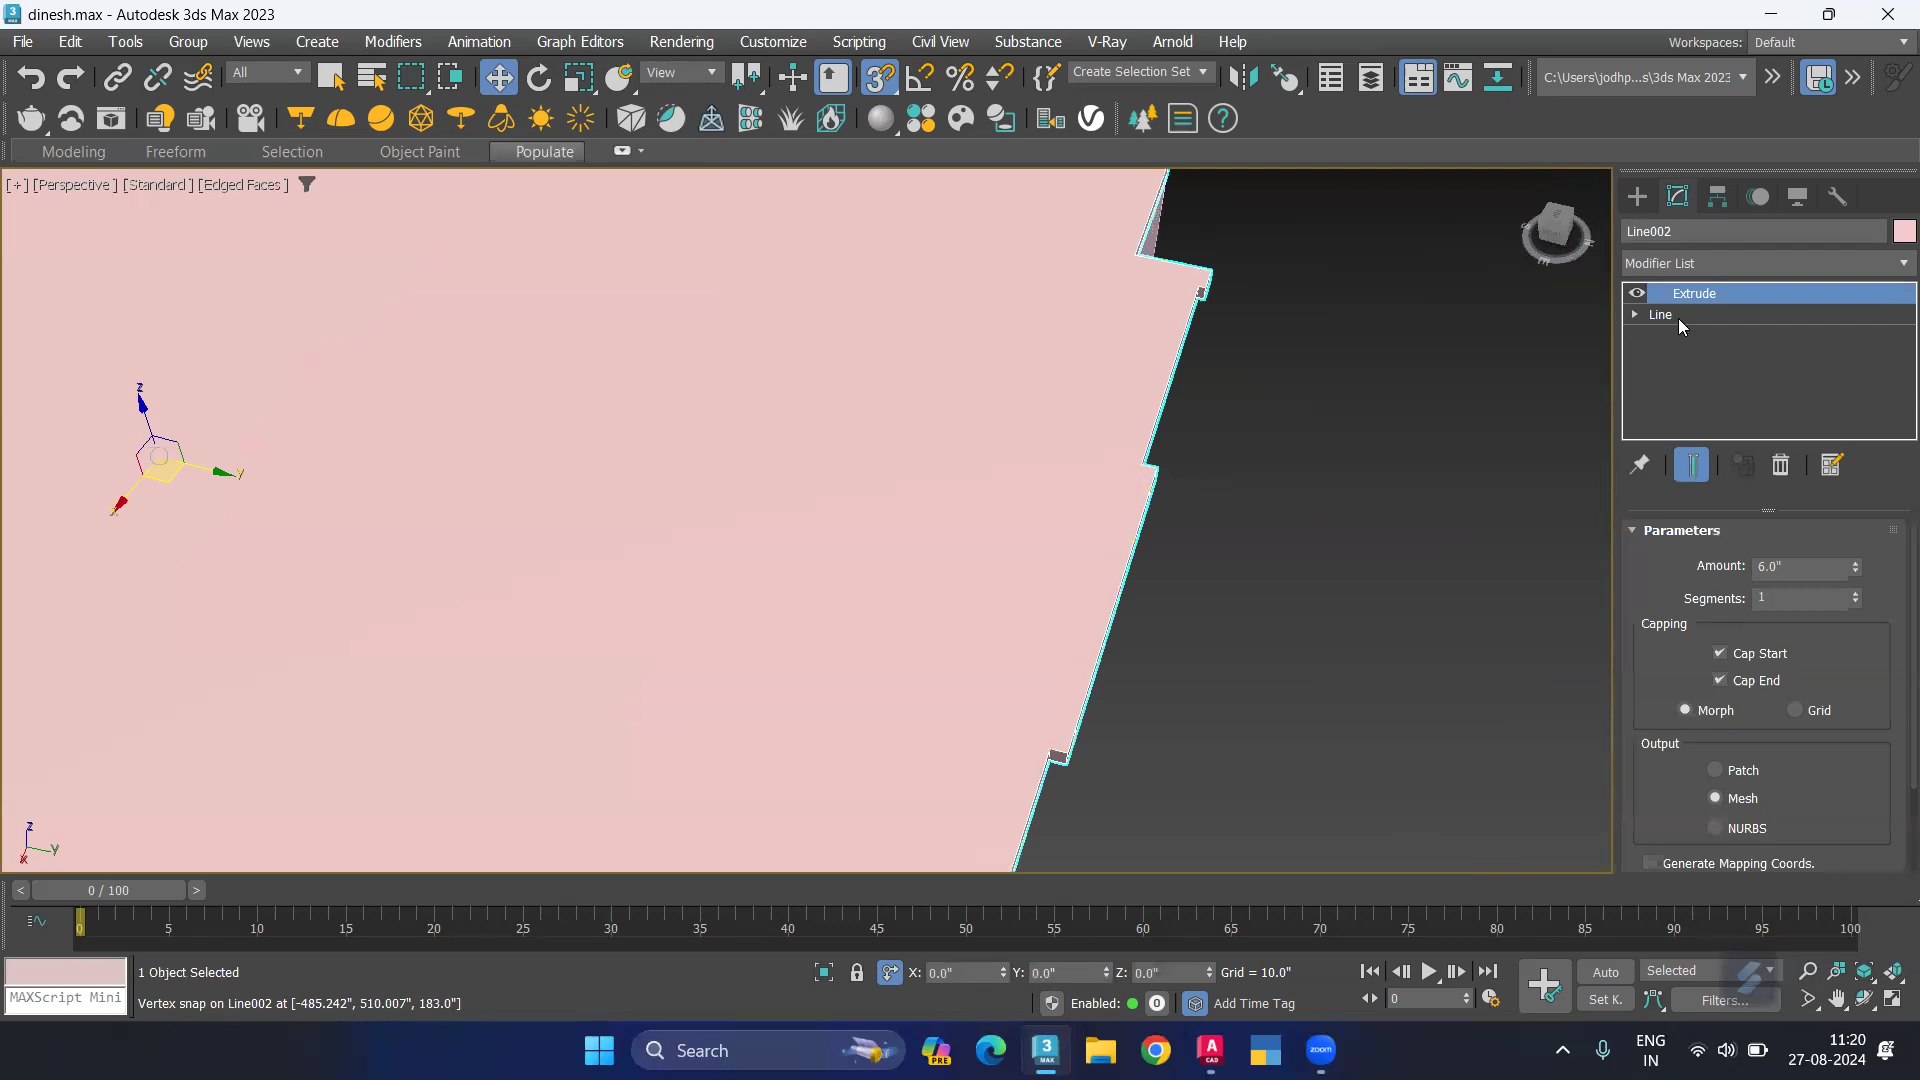 dinesh.max - Autodesk 3ds Max 2023
File Edit Tools Group Views Create Modifiers Animation Graph Editors Rendering Customize Scripting Civil View Substance V-Ray Arnold Help Workspaces: Default
All View Create Selection Set C:\Users\jodhp...s\3ds Max 2023
Modeling Freeform Selection Object Paint Populate
[+] [Perspective] [Standard] [Edged Faces]
Line002
Modifier List
Extrude
Line
z
y
x
Parameters
Amount: 6.0"
Segments: 1
Capping
Cap Start
Cap End
Morph Grid
Output
Patch
Mesh
NURBS
Generate Mapping Coords.
z
y
x
< 0 / 100 >
0 5 10 15 20 25 30 35 40 45 50 55 60 65 70 75 80 85 90 95 100
1 Object Selected X: 0.0" Y: 0.0" Z: 0.0" Grid = 10.0" Auto Selected
MAXScript Mini Vertex snap on Line002 at [-485.242", 510.007", 183.0"] Enabled: 0 Add Time Tag 0 Set K. Filters...
Search PRE 3 MAX A CAD zoom ENG IN 11:20
27-08-2024